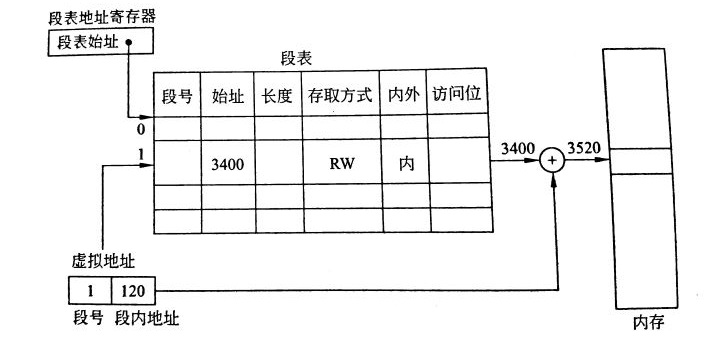 段表地址寄存器
段表始址
段表
段号 始址 长度 存取方式 内外 访问位
0
1
3400 RW 内
3400
+
3520
虚拟地址
1 120
段号 段内地址
内存